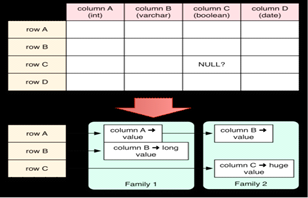 column A (int) column B (varchar) column C (boolean) column D (date)
row A
row B
row C NULL?
row D
row A column A → value column B → value
row B column B → long value
row C column C → huge value
Family 1 Family 2